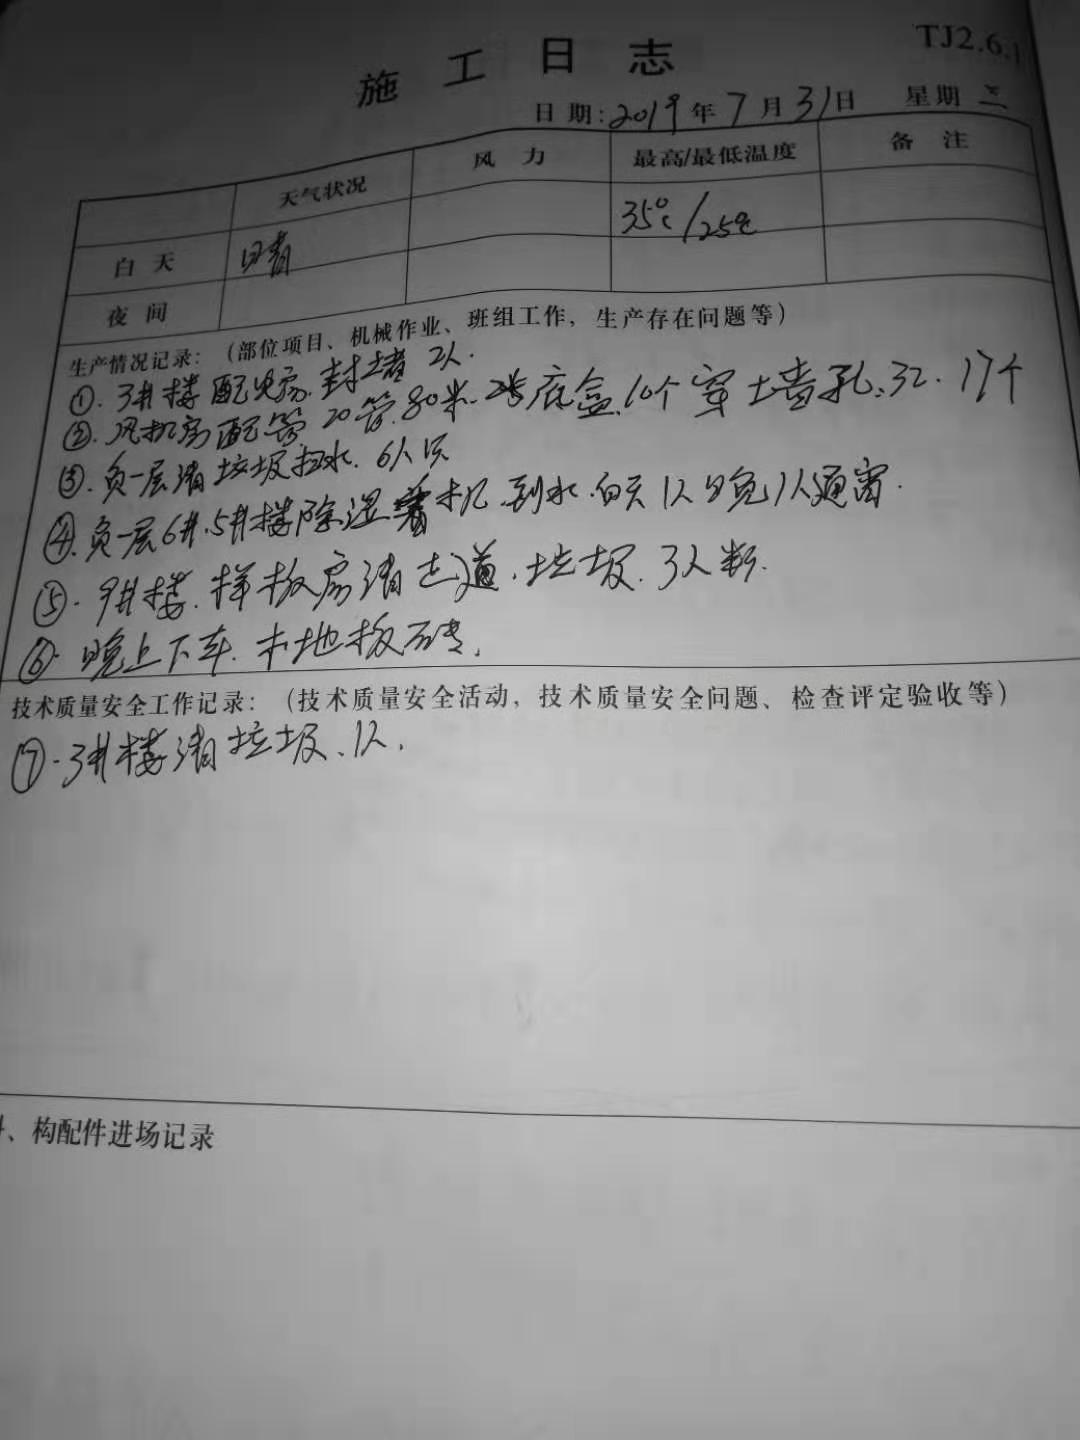 TJ2.6.1
施工日志
日期:2019年7月31日 星期三
天气状况 风力 最高/最低温度 备注
白天 晴 35℃/25℃
夜间
生产情况记录：（部位项目、机械作业、班组工作，生产存在问题等）
①.3#楼配电房.封堵2人.
②.风机房配管.20管.80米. 底盒.10个穿墙孔:32.17个
③.负一层清垃圾扫水.6人
④.负一层6#.5#楼除湿机.到水.白天1人晚1人通宵.
⑤.9#楼.样板房清走道.垃圾.3人
⑥.晚上下车.木地板
技术质量安全工作记录：（技术质量安全活动，技术质量安全问题、检查评定验收等）
⑦.3#楼清垃圾.1人.
、构配件进场记录